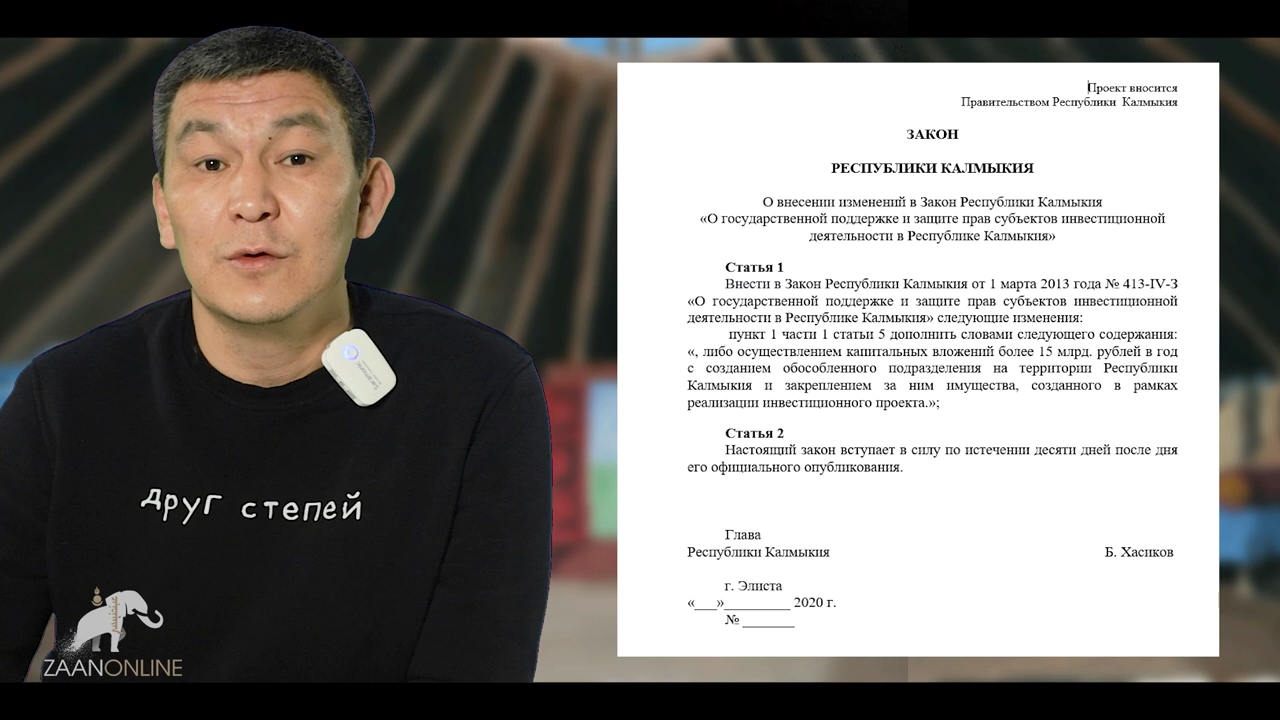 друг степей
ZAANONLINE
Проект вносится
Правительством Республики Калмыкия
ЗАКОН
РЕСПУБЛИКИ КАЛМЫКИЯ
О внесении изменений в Закон Республики Калмыкия
«О государственной поддержке и защите прав субъектов инвестиционной
деятельности в Республике Калмыкия»
Статья 1
Внести в Закон Республики Калмыкия от 1 марта 2013 года № 413-IV-З
«О государственной поддержке и защите прав субъектов инвестиционной
деятельности в Республике Калмыкия» следующие изменения:
пункт 1 части 1 статьи 5 дополнить словами следующего содержания:
«, либо осуществлением капитальных вложений более 15 млрд. рублей в год
с созданием обособленного подразделения на территории Республики
Калмыкия и закреплением за ним имущества, созданного в рамках
реализации инвестиционного проекта.»;
Статья 2
Настоящий закон вступает в силу по истечении десяти дней после дня
его официального опубликования.
Глава
Республики Калмыкия Б. Хасиков
г. Элиста
«___»_________ 2020 г.
№ _______